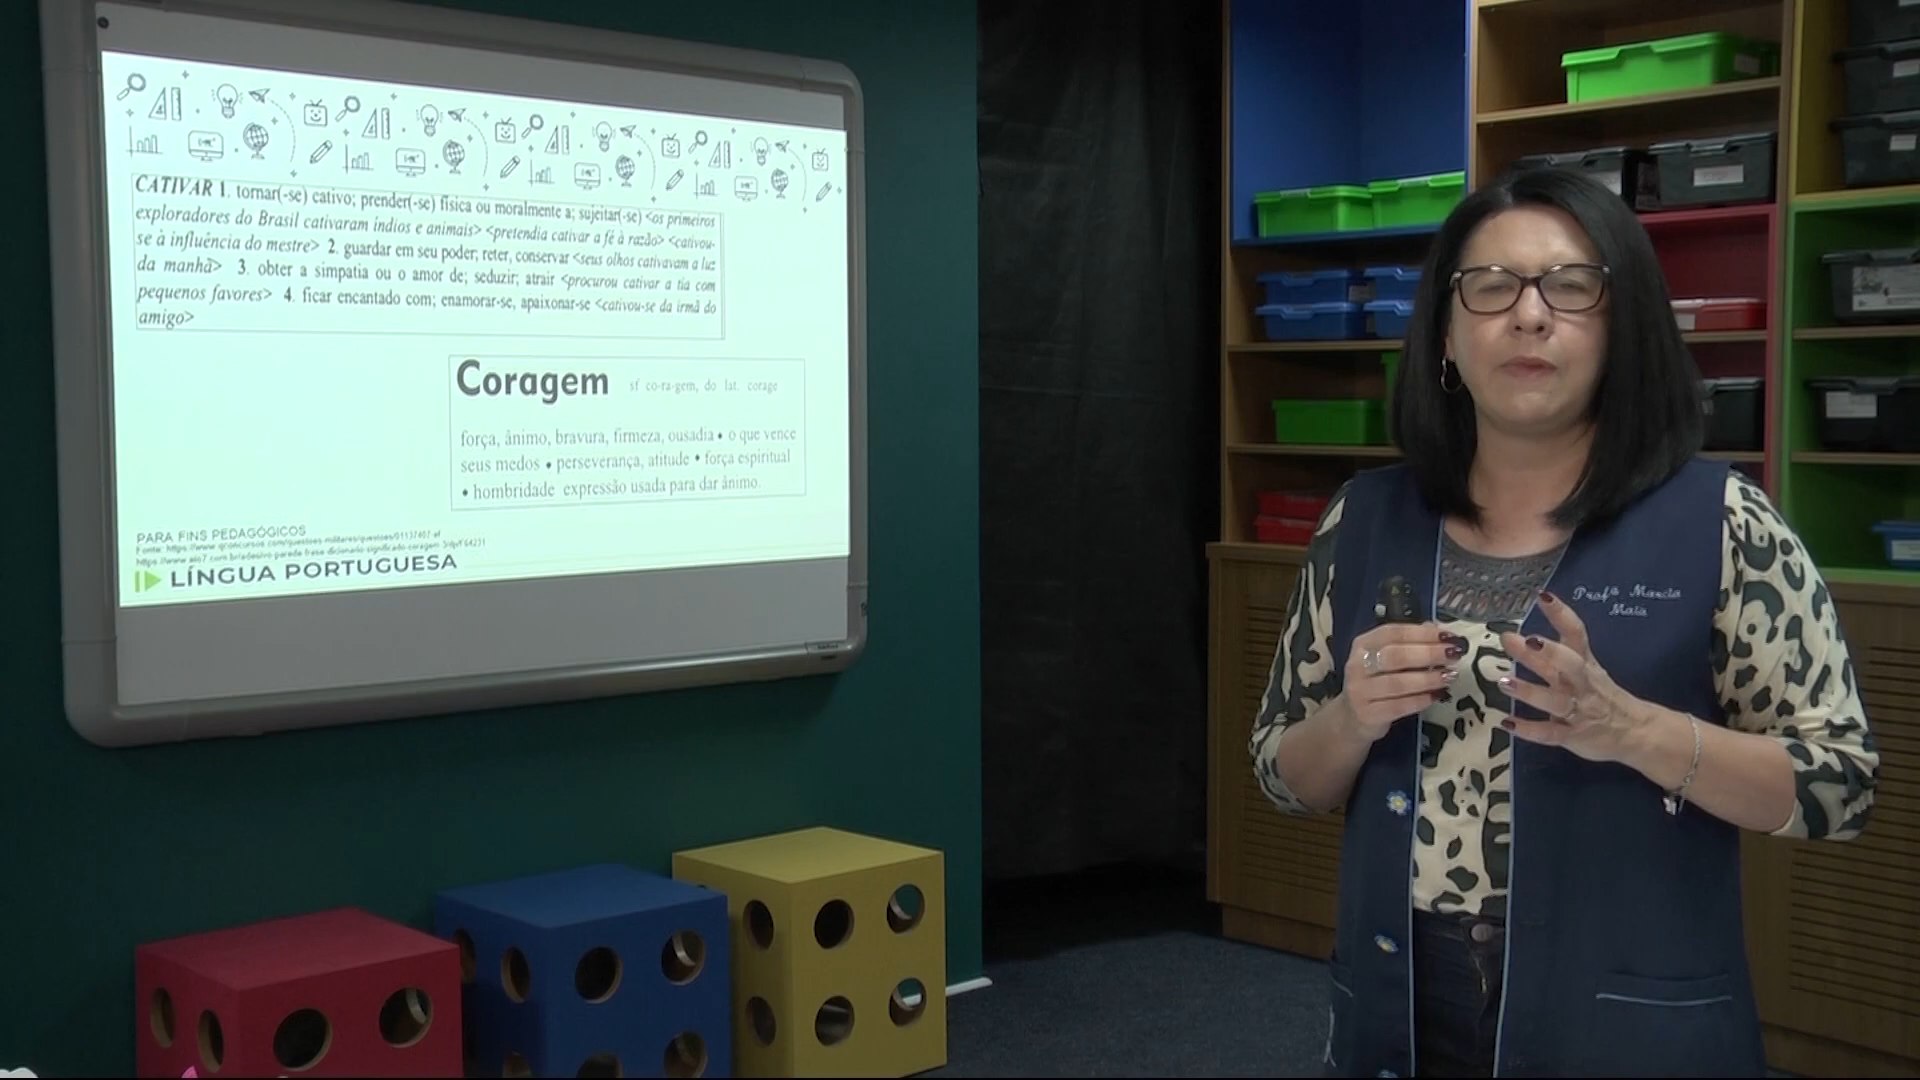 CATIVAR 1. tornar(-se) cativo; prender(-se) física ou moralmente a; sujeitar(-se) <os primeiros
exploradores do Brasil cativaram índios e animais> <pretendia cativar a fé à razão> <cativou-
se à influência do mestre> 2. guardar em seu poder; reter, conservar <seus olhos cativavam a luz
da manhã> 3. obter a simpatia ou o amor de; seduzir; atrair <procurou cativar a tia com
pequenos favores> 4. ficar encantado com; enamorar-se, apaixonar-se <cativou-se da irmã do
amigo>
Coragem sf co-ra-gem, do lat. corage
força, ânimo, bravura, firmeza, ousadia • o que vence
seus medos • perseverança, atitude • força espiritual
• hombridade expressão usada para dar ânimo.
PARA FINS PEDAGÓGICOS
LÍNGUA PORTUGUESA
Profª Marcia
Maia